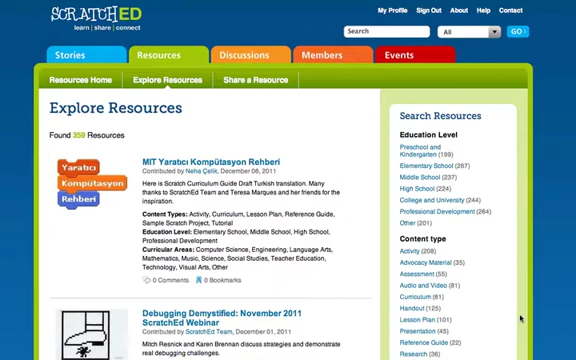 SCRATCHED
learn | share | connect
My Profile Sign Out About Help Contact
Search All GO
Stories Resources Discussions Members Events
Resources Home Explore Resources Share a Resource
Explore Resources
Found 359 Resources
Yaratıcı
Kompütasyon
Rehberi
MIT Yaratıcı Kompütasyon Rehberi
Contributed by Neha Çelik, December 06, 2011
Here is Scratch Curriculum Guide Draft Turkish translation. Many
thanks to ScratchEd Team and Teresa Marques and her friends for the
inspiration.
Content Types: Activity, Curriculum, Lesson Plan, Reference Guide,
Sample Scratch Project, Tutorial
Education Level: Elementary School, Middle School, High School,
Professional Development
Curricular Areas: Computer Science, Engineering, Language Arts,
Mathematics, Music, Science, Social Studies, Teacher Education,
Technology, Visual Arts, Other
0 Comments 0 Bookmarks
Debugging Demystified: November 2011
ScratchEd Webinar
Contributed by ScratchEd Team, December 01, 2011
Mitch Resnick and Karen Brennan discuss strategies and demonstrate
real debugging challenges.
Search Resources
Education Level
Preschool and
Kindergarten (199)
Elementary School (267)
Middle School (237)
High School (224)
College and University (244)
Professional Development (264)
Other (201)
Content type
Activity (208)
Advocacy Material (35)
Assessment (55)
Audio and Video (81)
Curriculum (61)
Handout (125)
Lesson Plan (101)
Presentation (45)
Reference Guide (22)
Research (36)